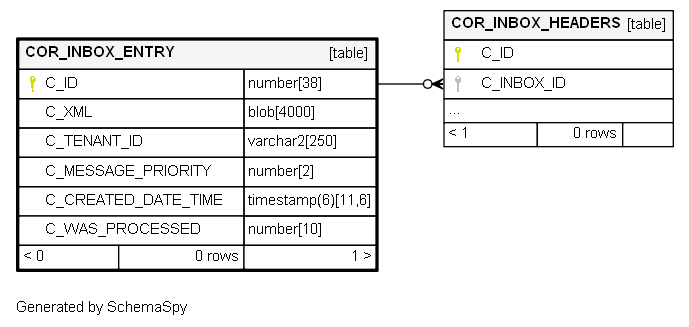 COR_INBOX_ENTRY [table]
C_ID number[38]
C_XML blob[4000]
C_TENANT_ID varchar2[250]
C_MESSAGE_PRIORITY number[2]
C_CREATED_DATE_TIME timestamp(6)[11,6]
C_WAS_PROCESSED number[10]
< 0 0 rows 1 >
COR_INBOX_HEADERS [table]
C_ID
C_INBOX_ID
...
< 1 0 rows
Generated by SchemaSpy